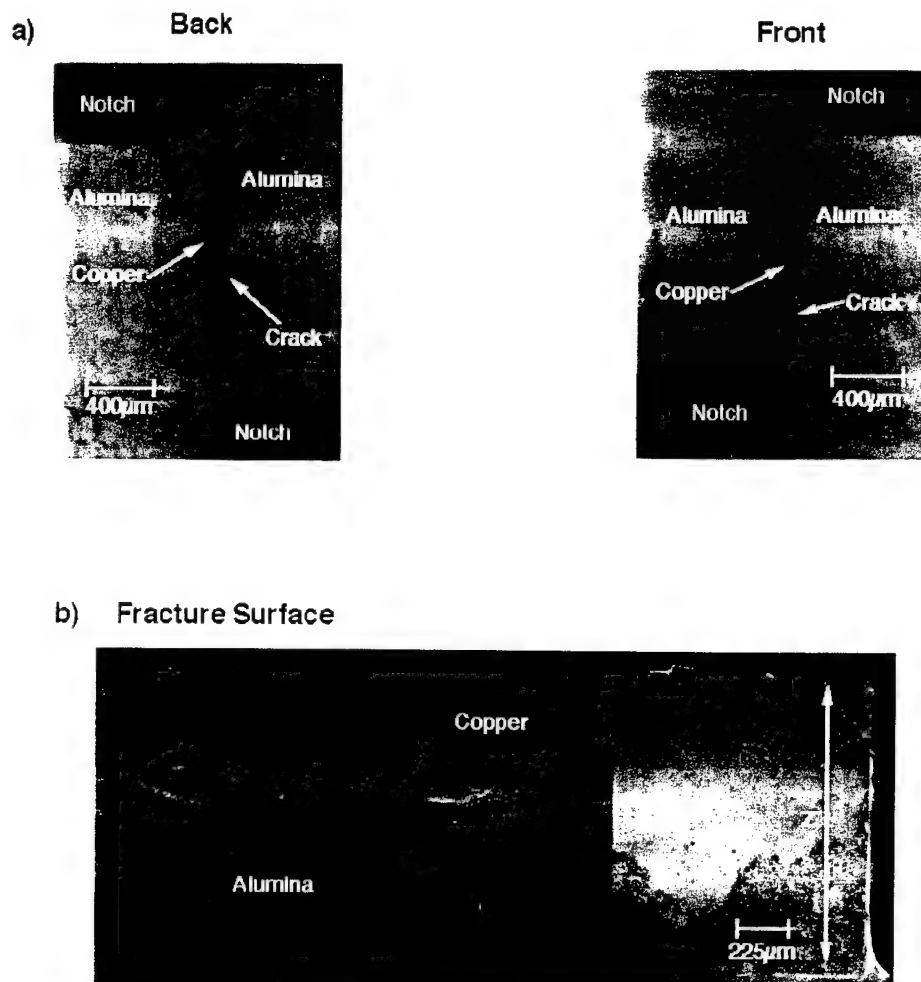 a)
Back
Front
Notch
Alumina
Alumina
Copper
Crack
400µm
Notch
Notch
Alumina
Alumina
Copper
Crack
400µm
Notch
b) Fracture Surface
Copper
Alumina
225µm